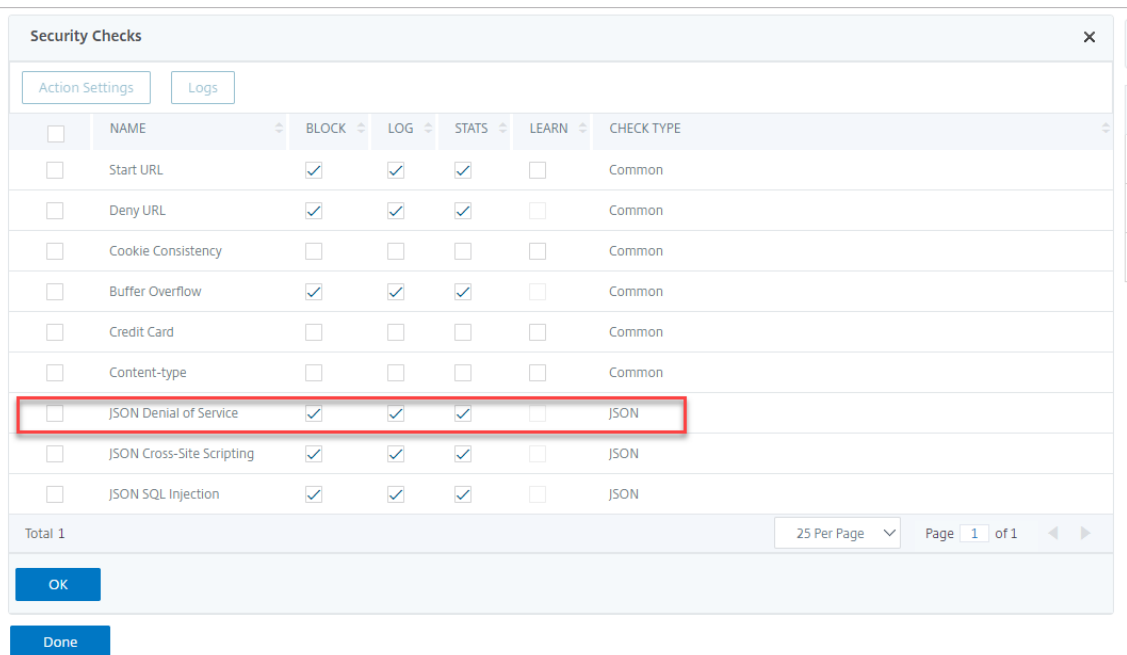 Security Checks
Action Settings Logs
NAME BLOCK LOG STATS LEARN CHECK TYPE
Start URL Common
Deny URL Common
Cookie Consistency Common
Buffer Overflow Common
Credit Card Common
Content-type Common
JSON Denial of Service JSON
JSON Cross-Site Scripting JSON
JSON SQL Injection JSON
Total 1 25 Per Page Page 1 of 1
OK
Done